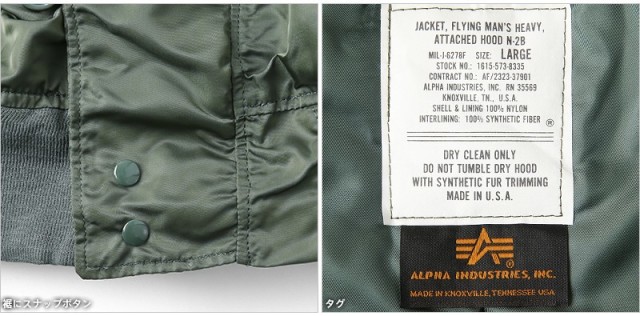 裾にスナップボタン
JACKET, FLYING MAN'S HEAVY,
ATTACHED HOOD N-2B
MIL-J-6278F SIZE: LARGE
STOCK NO.: 1615-573-8335
CONTRACT NO.: AF/2323-37901
ALPHA INDUSTRIES, INC. RN 35569
KNOXVILLE, TN., U.S.A.
SHELL & LINING 100% NYLON
INTERLINING: 100% SYNTHETIC FIBER ®
DRY CLEAN ONLY
DO NOT TUMBLE DRY HOOD
WITH SYNTHETIC FUR TRIMMING
MADE IN U.S.A.
ALPHA INDUSTRIES, INC.
MADE IN KNOXVILLE, TENNESSEE USA
タグ